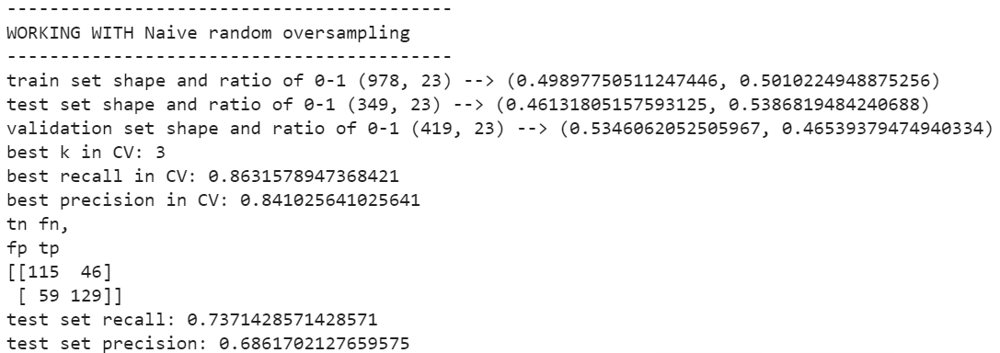 ------------------------------------------
WORKING WITH Naive random oversampling
------------------------------------------
train set shape and ratio of 0-1 (978, 23) --> (0.49897750511247446, 0.5010224948875256)
test set shape and ratio of 0-1 (349, 23) --> (0.46131805157593125, 0.5386819484240688)
validation set shape and ratio of 0-1 (419, 23) --> (0.5346062052505967, 0.46539379474940334)
best k in CV: 3
best recall in CV: 0.8631578947368421
best precision in CV: 0.841025641025641
tn fn,
fp tp
[[115  46]
 [ 59 129]]
test set recall: 0.7371428571428571
test set precision: 0.6861702127659575